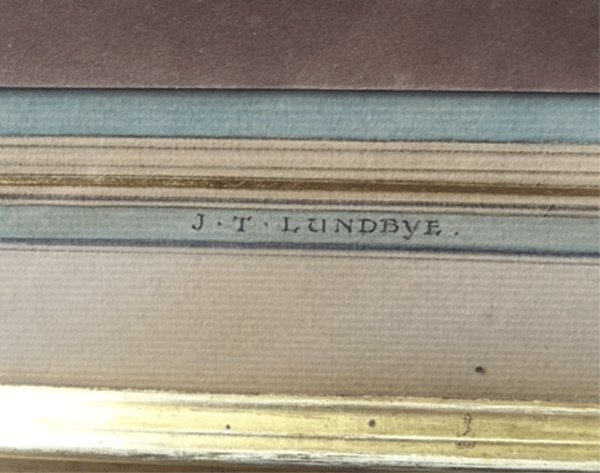 J · T · LUNDBYE .